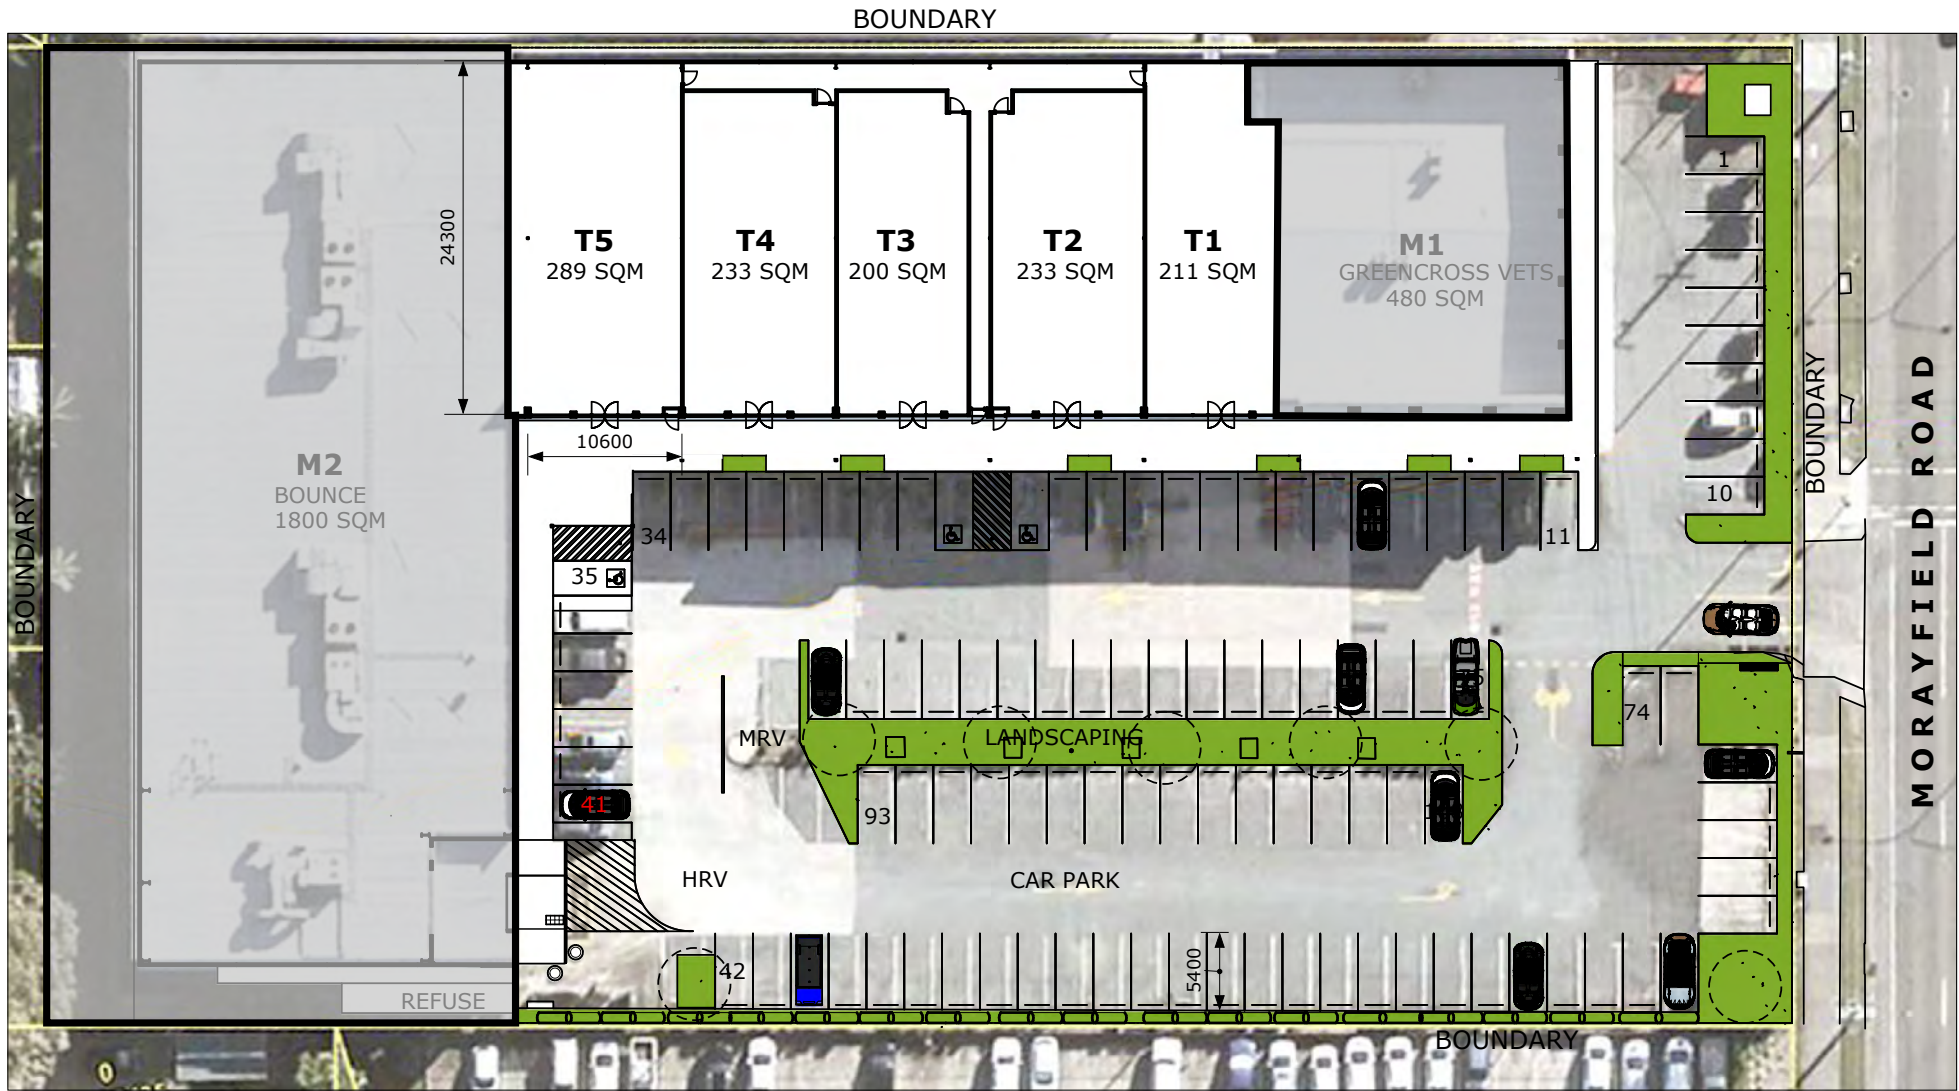 BOUNDARY
24300
T5
289 SQM
T4
233 SQM
T3
200 SQM
T2
233 SQM
T1
211 SQM
M1
GREENCROSS VETS
480 SQM
1
10
BOUNDARY
MORAYFIELD ROAD
10600
M2
BOUNCE
1800 SQM
BOUNDARY
34
11
35
74
MRV
LANDSCAPING
41
93
HRV
CAR PARK
42
5400
REFUSE
BOUNDARY
0